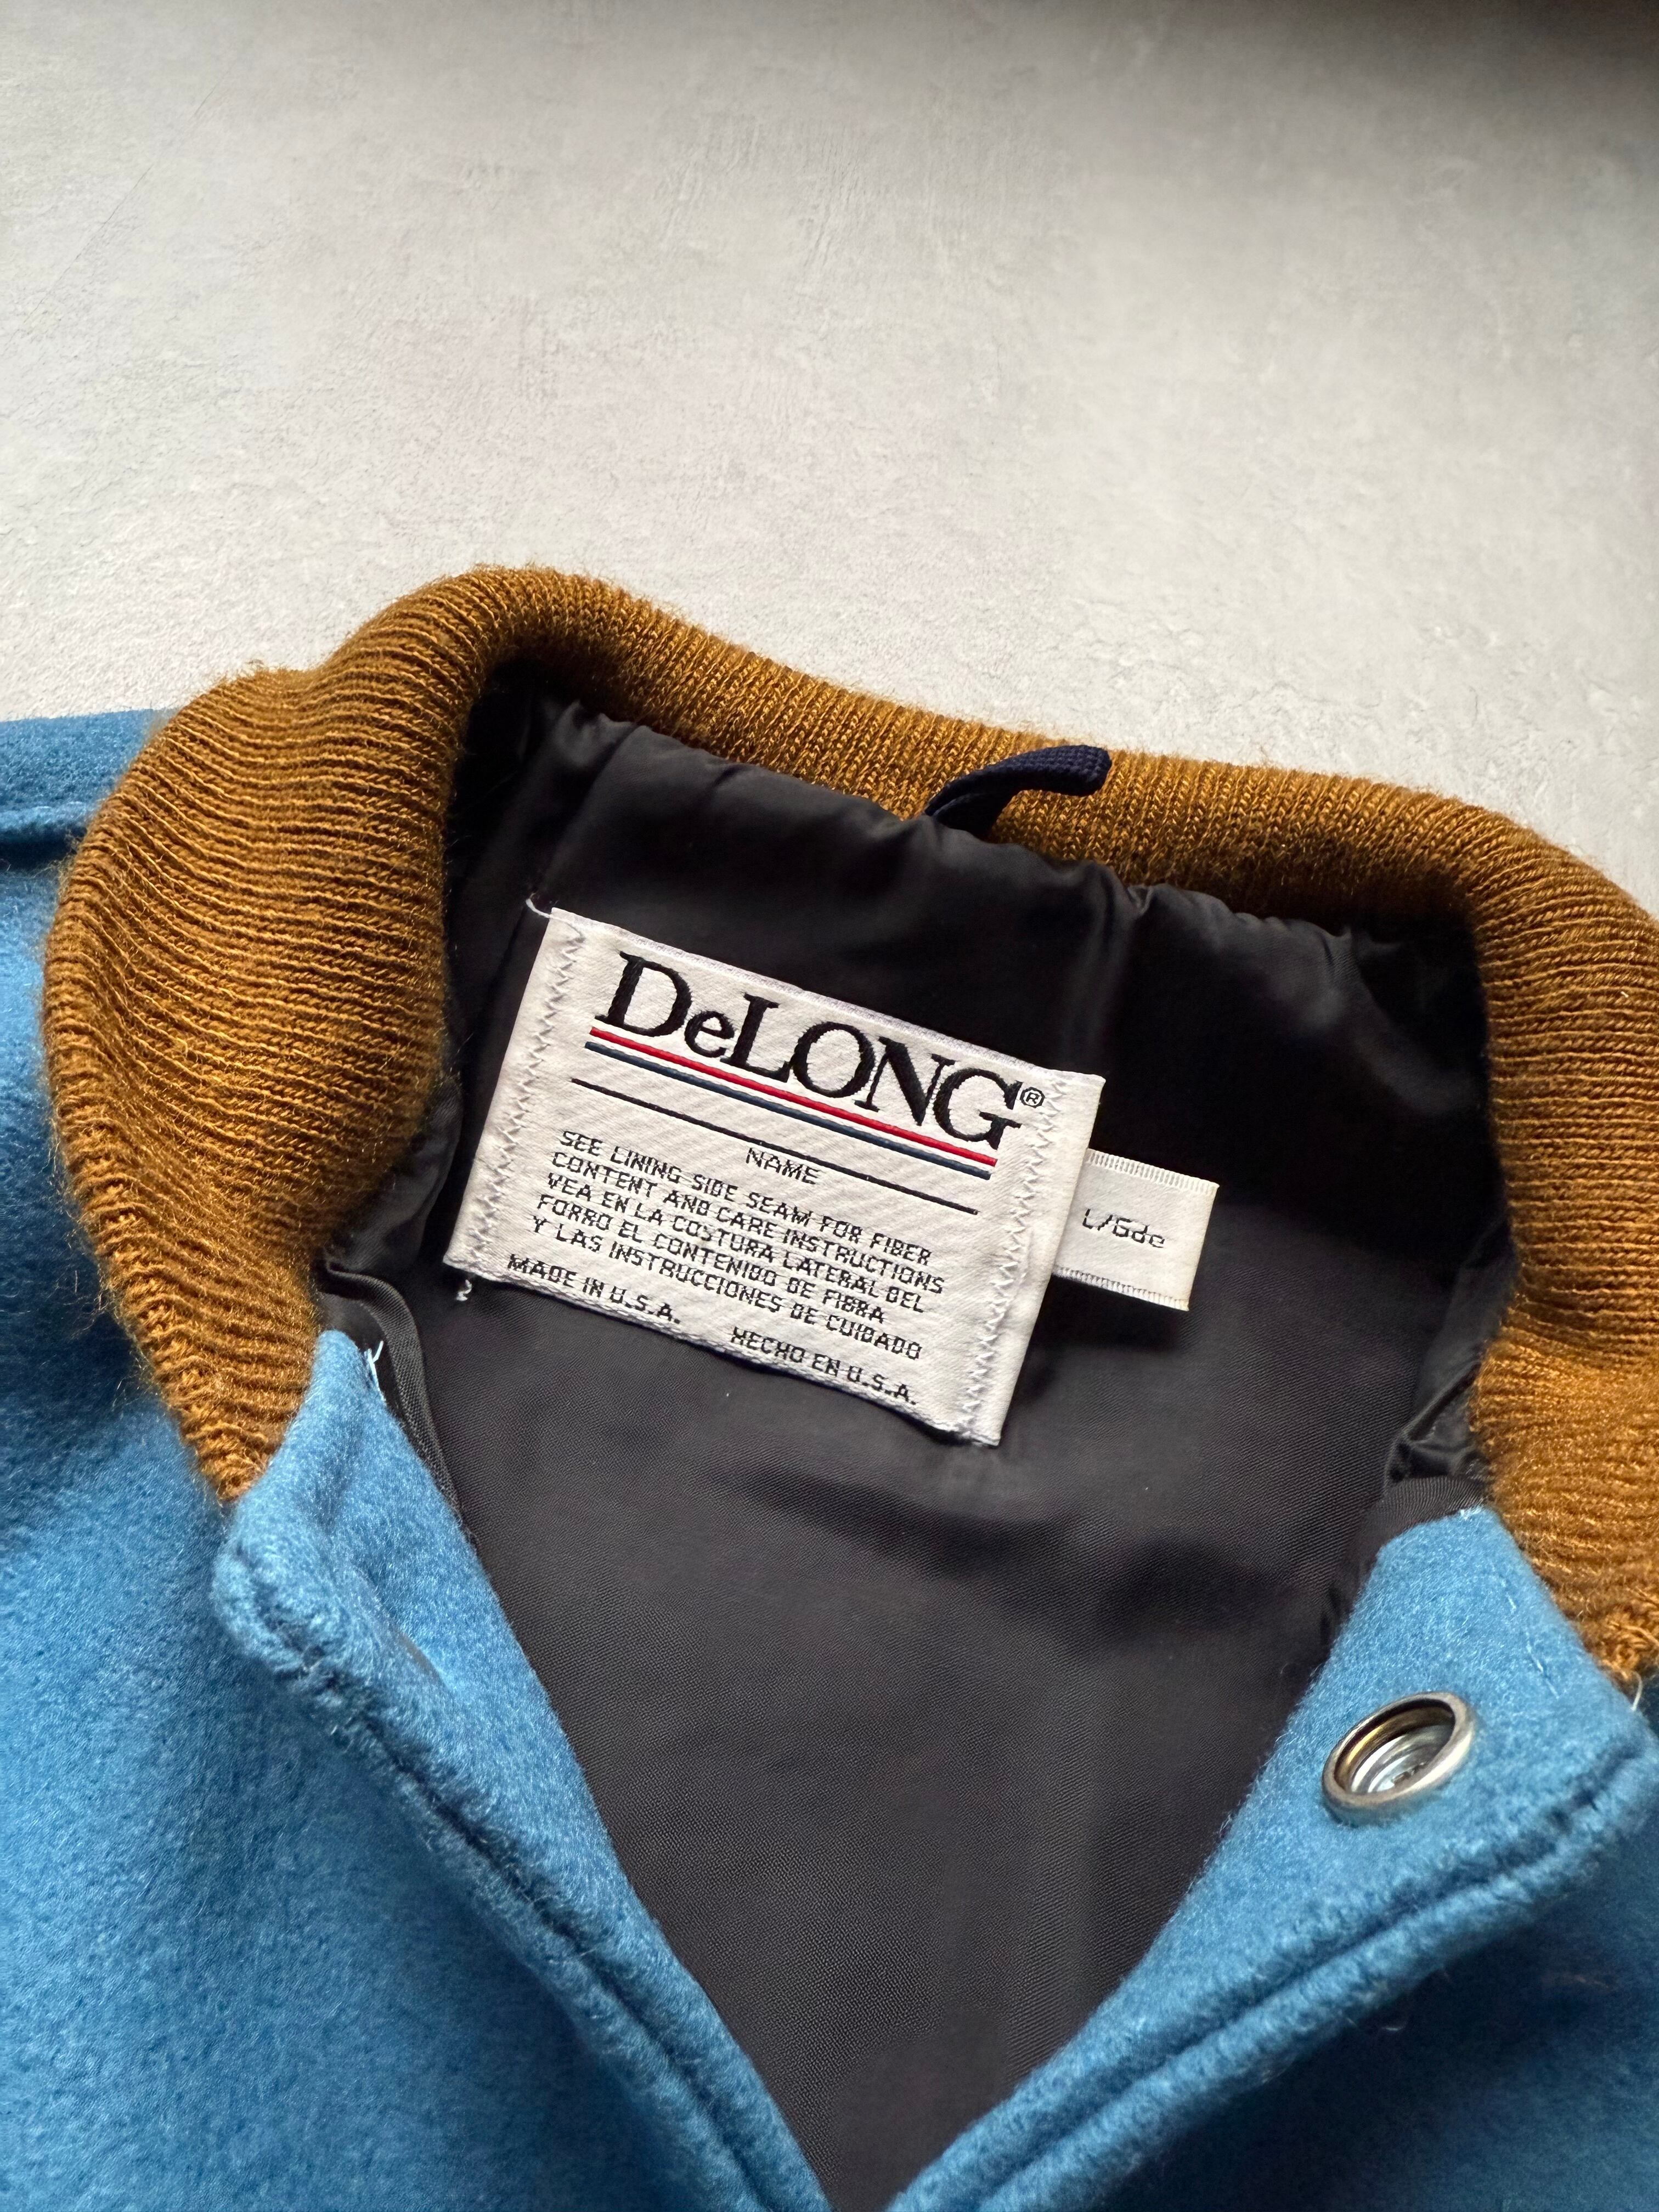 DeLONG®
NAME
SEE LINING SIDE SEAM FOR FIBER
CONTENT AND CARE INSTRUCTIONS
VEA EN LA COSTURA LATERAL DEL
FORRO EL CONTENIDO DE FIBRA
Y LAS INSTRUCCIONES DE CUIDADO
MADE IN U.S.A. HECHO EN U.S.A.
L/Gde